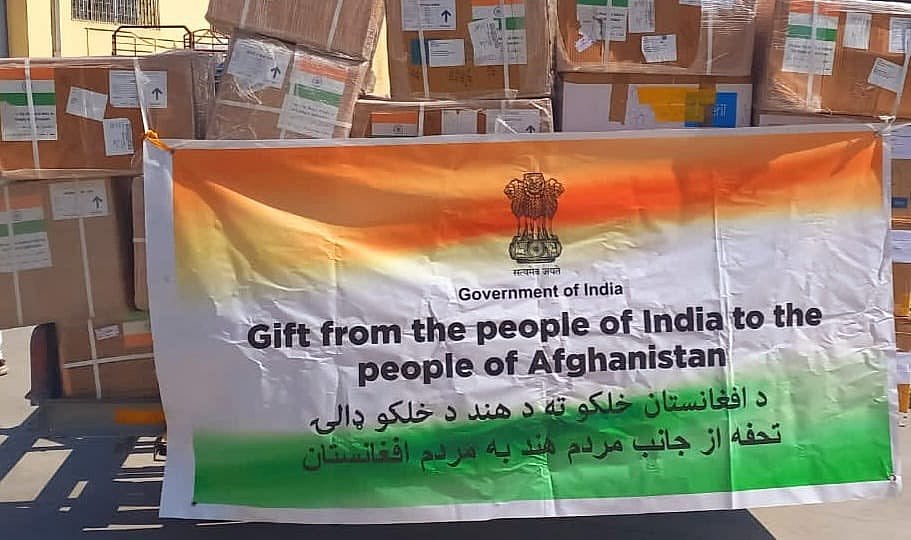 सत्यमेव जयते
Government of India
Gift from the people of India to the
people of Afghanistan
د افغانستان خلکو ته د هند د خلکو ډالۍ
تحفه از جانب مردم هند به مردم افغانستان